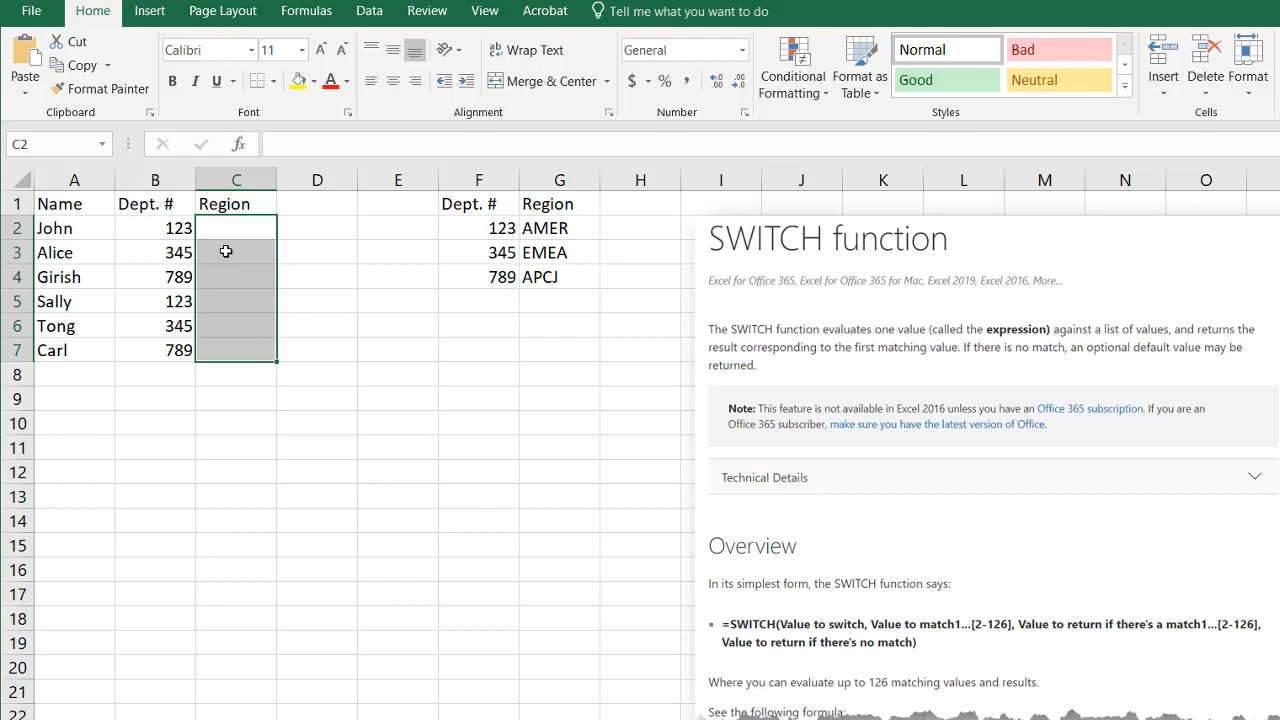 File Home Insert Page Layout Formulas Data Review View Acrobat Tell me what you want to do
Cut
Copy
Format Painter
Paste
Clipboard
Calibri 11
B I U
A
Font
Wrap Text
Merge & Center
Alignment
General
$ % ,
Number
Conditional Formatting
Format as Table
Normal Bad
Good Neutral
Styles
Insert Delete Format
Cells
C2 fx
A B C D E F G H I J K L M N O
1 Name Dept. # Region Dept. # Region
2 John 123 123 AMER
3 Alice 345 345 EMEA
4 Girish 789 789 APCJ
5 Sally 123
6 Tong 345
7 Carl 789
8
9
10
11
12
13
14
15
16
17
18
19
20
21
22
SWITCH function
Excel for Office 365, Excel for Office 365 for Mac, Excel 2019, Excel 2016, More...
The SWITCH function evaluates one value (called the expression) against a list of values, and returns the
result corresponding to the first matching value. If there is no match, an optional default value may be
returned.
Note: This feature is not available in Excel 2016 unless you have an Office 365 subscription. If you are an
Office 365 subscriber, make sure you have the latest version of Office.
Technical Details
Overview
In its simplest form, the SWITCH function says:
=SWITCH(Value to switch, Value to match1...[2-126], Value to return if there's a match1...[2-126],
Value to return if there's no match)
Where you can evaluate up to 126 matching values and results.
See the following formula: